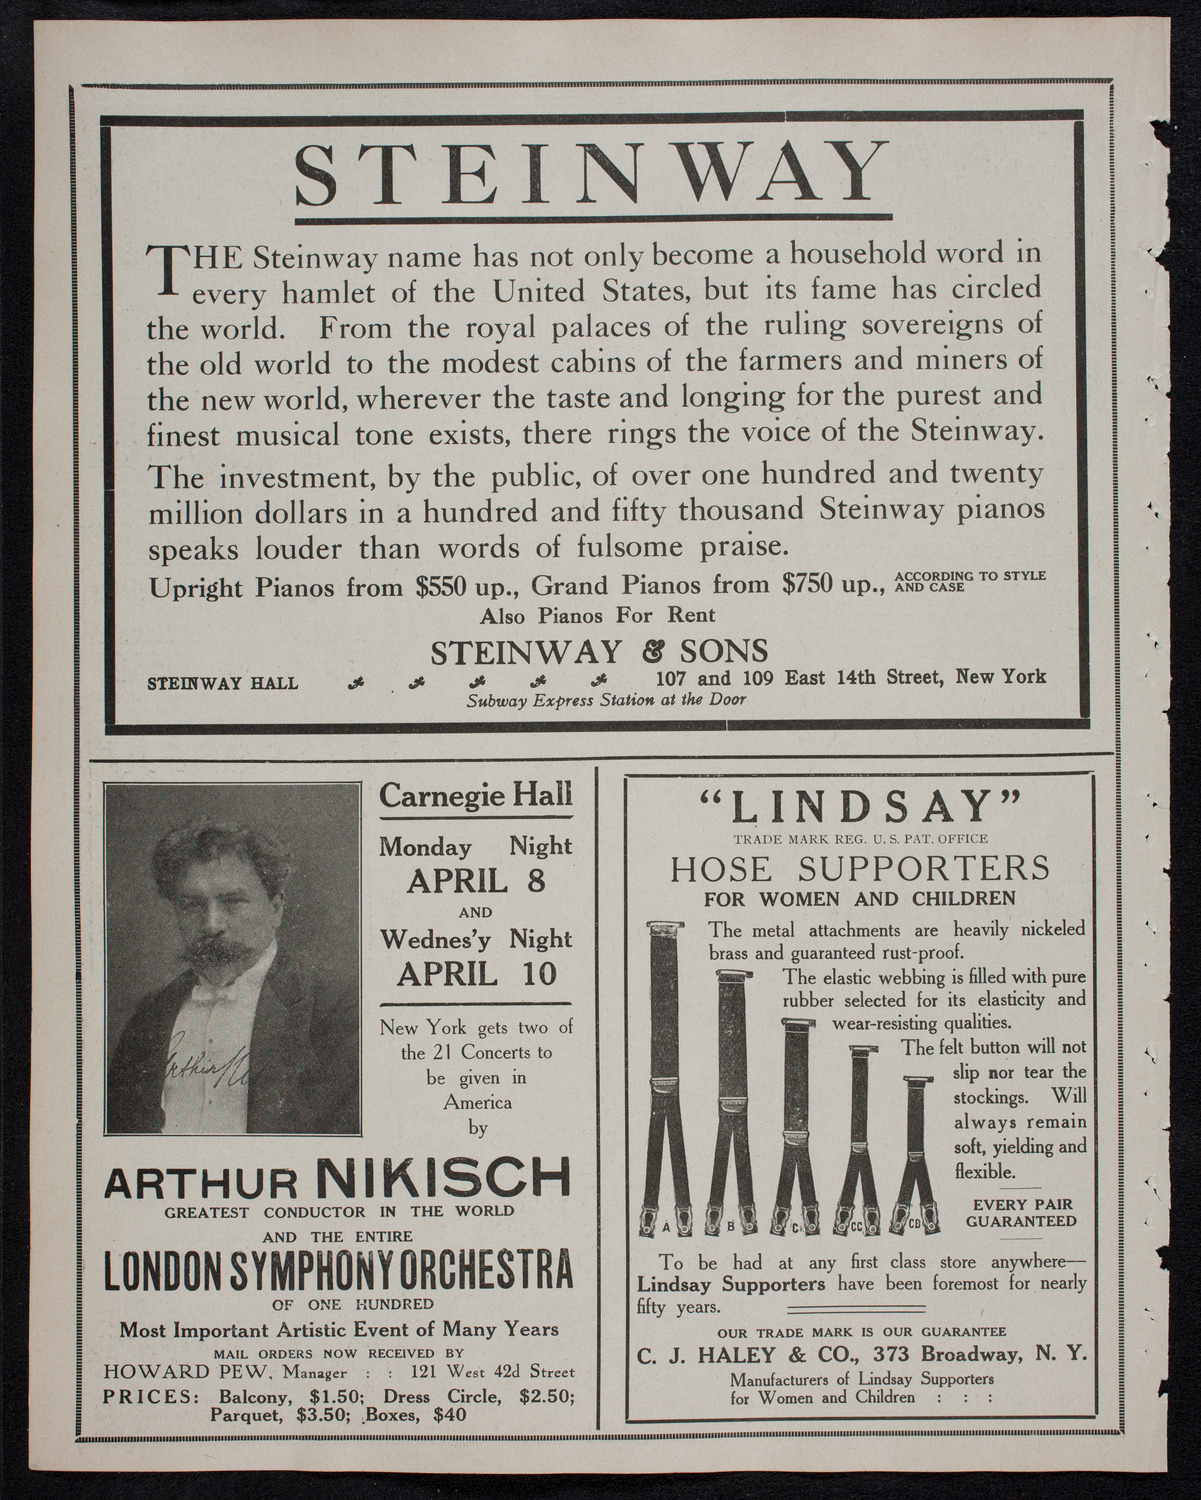 STEINWAY
THE Steinway name has not only become a household word in
every hamlet of the United States, but its fame has circled
the world. From the royal palaces of the ruling sovereigns of
the old world to the modest cabins of the farmers and miners of
the new world, wherever the taste and longing for the purest and
finest musical tone exists, there rings the voice of the Steinway.
The investment, by the public, of over one hundred and twenty
million dollars in a hundred and fifty thousand Steinway pianos
speaks louder than words of fulsome praise.
Upright Pianos from $550 up., Grand Pianos from $750 up., ACCORDING TO STYLE
AND CASE
Also Pianos For Rent
STEINWAY & SONS
STEINWAY HALL 107 and 109 East 14th Street, New York
Subway Express Station at the Door
Carnegie Hall
Monday Night
APRIL 8
AND
Wednes'y Night
APRIL 10
New York gets two of
the 21 Concerts to
be given in
America
by
ARTHUR NIKISCH
GREATEST CONDUCTOR IN THE WORLD
AND THE ENTIRE
LONDON SYMPHONY ORCHESTRA
OF ONE HUNDRED
Most Important Artistic Event of Many Years
MAIL ORDERS NOW RECEIVED BY
HOWARD PEW, Manager : : 121 West 42d Street
PRICES: Balcony, $1.50; Dress Circle, $2.50;
Parquet, $3.50; Boxes, $40
"LINDSAY"
TRADE MARK REG. U. S. PAT. OFFICE
HOSE SUPPORTERS
FOR WOMEN AND CHILDREN
The metal attachments are heavily nickeled
brass and guaranteed rust-proof.
The elastic webbing is filled with pure
rubber selected for its elasticity and
wear-resisting qualities.
The felt button will not
slip nor tear the
stockings. Will
always remain
soft, yielding and
flexible.
EVERY PAIR
GUARANTEED
A B C CC CB
To be had at any first class store anywhere—
Lindsay Supporters have been foremost for nearly
fifty years.
OUR TRADE MARK IS OUR GUARANTEE
C. J. HALEY & CO., 373 Broadway, N. Y.
Manufacturers of Lindsay Supporters
for Women and Children : : :